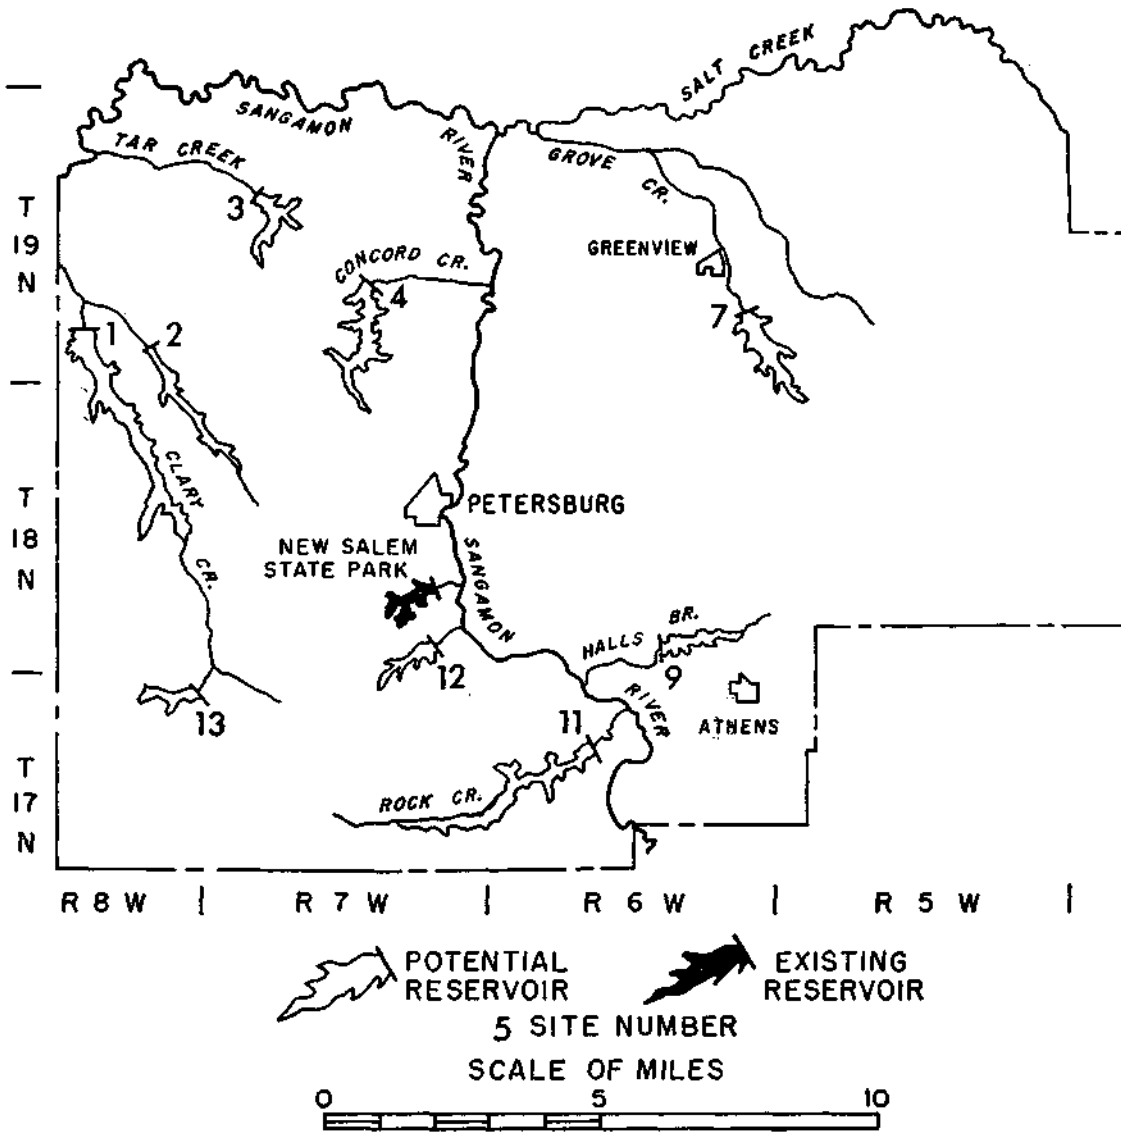 SALT CREEK
SANGAMON
RIVER
TAR CREEK
GROVE
CR.
T
19
N
3
GREENVIEW
CONCORD CR.
4
7
1
2
CLARY
CR.
T
18
N
PETERSBURG
NEW SALEM
STATE PARK
SANGAMON
HALLS BR.
9
12
RIVER
13
11
ATHENS
T
17
N
ROCK CR.
R 8 W
R 7 W
R 6 W
R 5 W
POTENTIAL
RESERVOIR
EXISTING
RESERVOIR
5 SITE NUMBER
SCALE OF MILES
0 5 10